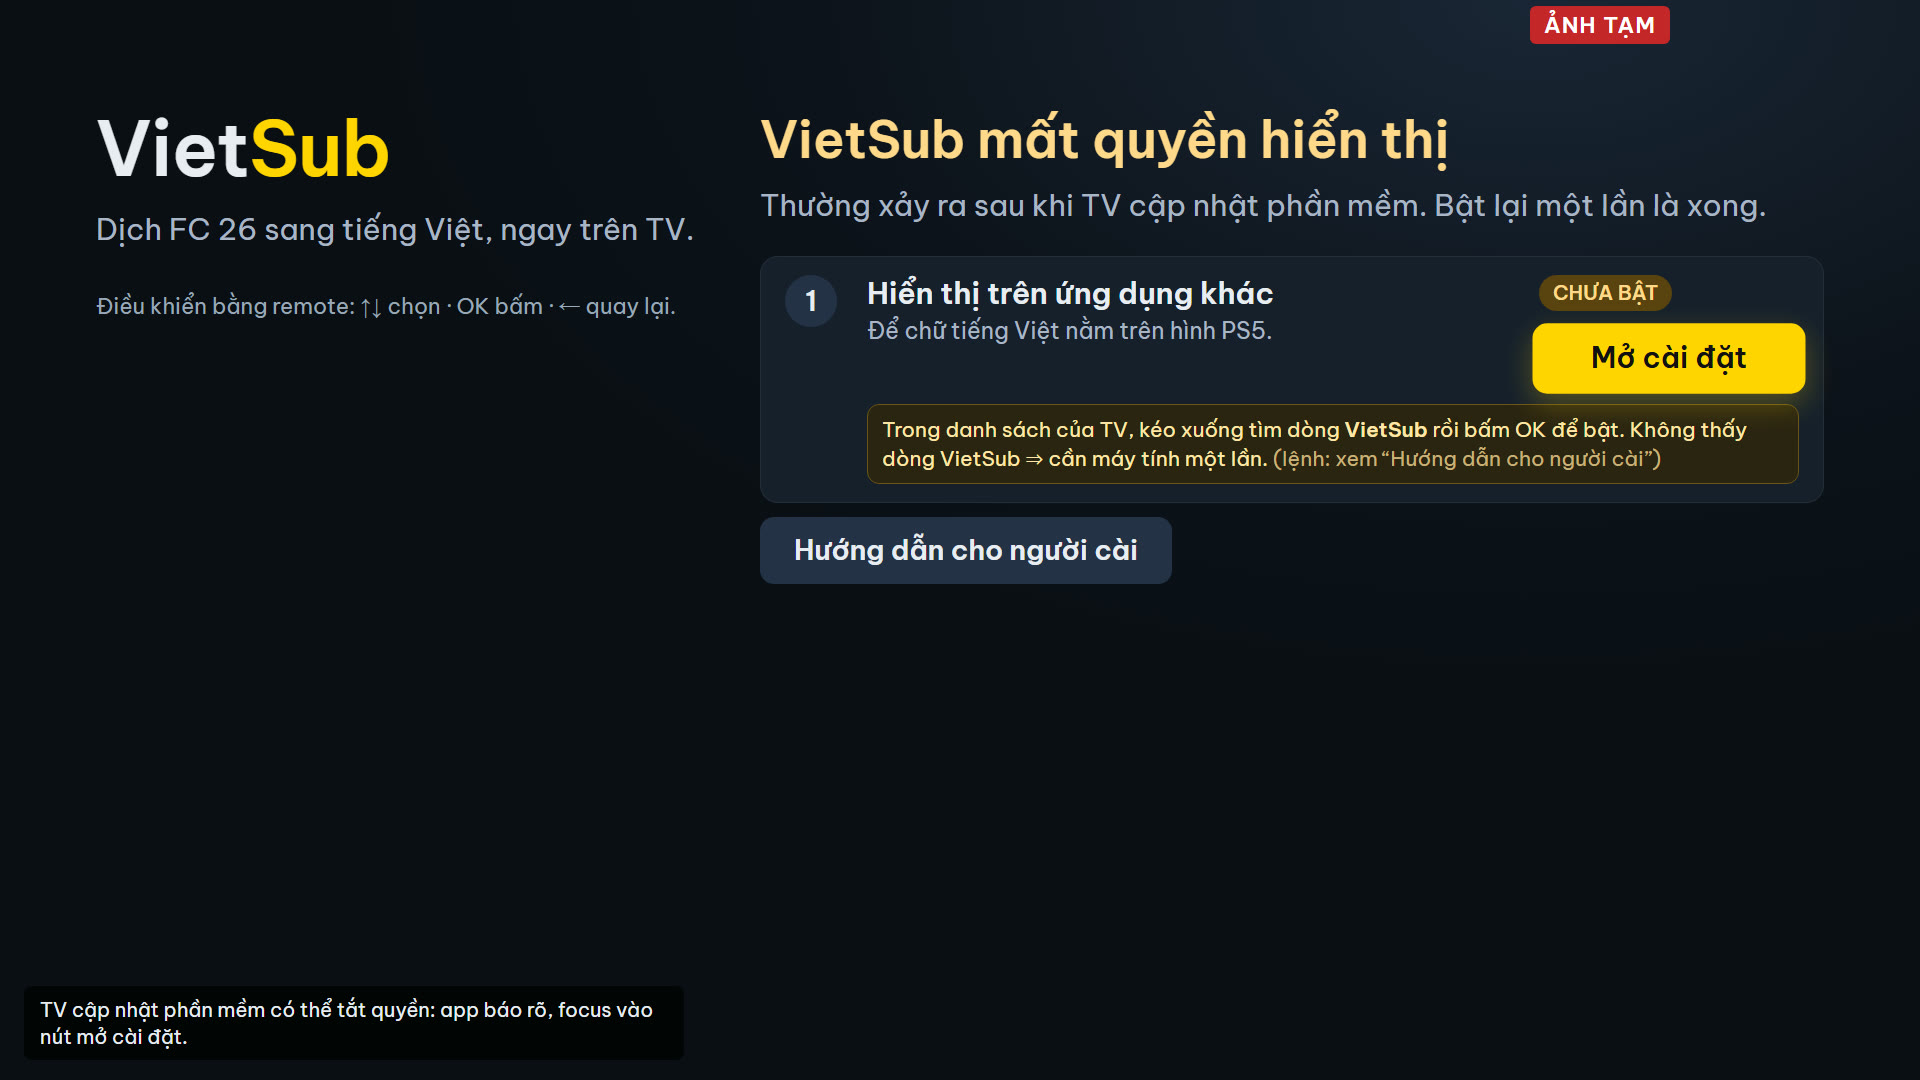 ẢNH TẠM
VietSub
Dịch FC 26 sang tiếng Việt, ngay trên TV.
Điều khiển bằng remote: ↑↓ chọn · OK bấm · ← quay lại.
VietSub mất quyền hiển thị
Thường xảy ra sau khi TV cập nhật phần mềm. Bật lại một lần là xong.
1
Hiển thị trên ứng dụng khác
Để chữ tiếng Việt nằm trên hình PS5.
CHƯA BẬT
Mở cài đặt
Trong danh sách của TV, kéo xuống tìm dòng VietSub rồi bấm OK để bật. Không thấy
dòng VietSub ⇒ cần máy tính một lần. (lệnh: xem “Hướng dẫn cho người cài”)
Hướng dẫn cho người cài
TV cập nhật phần mềm có thể tắt quyền: app báo rõ, focus vào
nút mở cài đặt.